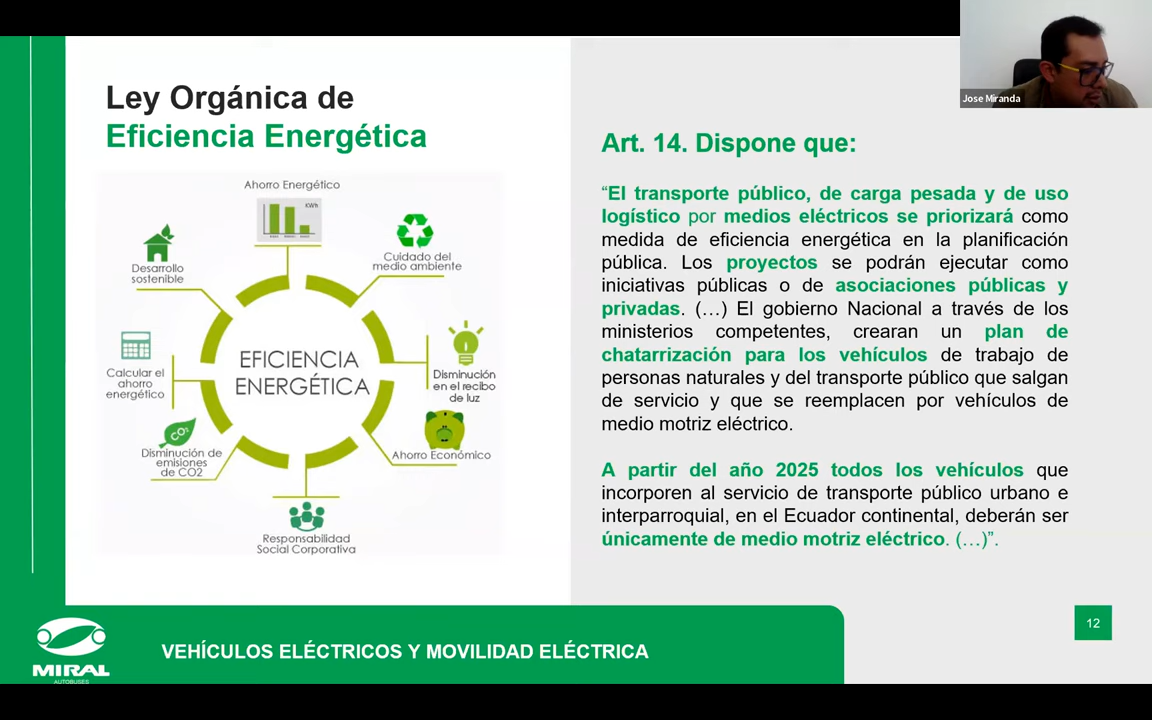 Jose Miranda
Ley Orgánica de
Eficiencia Energética
Ahorro Energético
KWh
Cuidado del
medio ambiente
Desarrollo
sostenible
EFICIENCIA
ENERGÉTICA
Calcular el
ahorro
energético
Disminución
en el recibo
de luz
CO₂
Disminución de
emisiones
de CO2
Ahorro Económico
Responsabilidad
Social Corporativa
Art. 14. Dispone que:
“El transporte público, de carga pesada y de uso
logístico por medios eléctricos se priorizará como
medida de eficiencia energética en la planificación
pública. Los proyectos se podrán ejecutar como
iniciativas públicas o de asociaciones públicas y
privadas. (…) El gobierno Nacional a través de los
ministerios competentes, crearan un plan de
chatarrización para los vehículos de trabajo de
personas naturales y del transporte público que salgan
de servicio y que se reemplacen por vehículos de
medio motriz eléctrico.
A partir del año 2025 todos los vehículos que
incorporen al servicio de transporte público urbano e
interparroquial, en el Ecuador continental, deberán ser
únicamente de medio motriz eléctrico. (…)”.
12
MIRAL
AUTOBUSES
VEHÍCULOS ELÉCTRICOS Y MOVILIDAD ELÉCTRICA